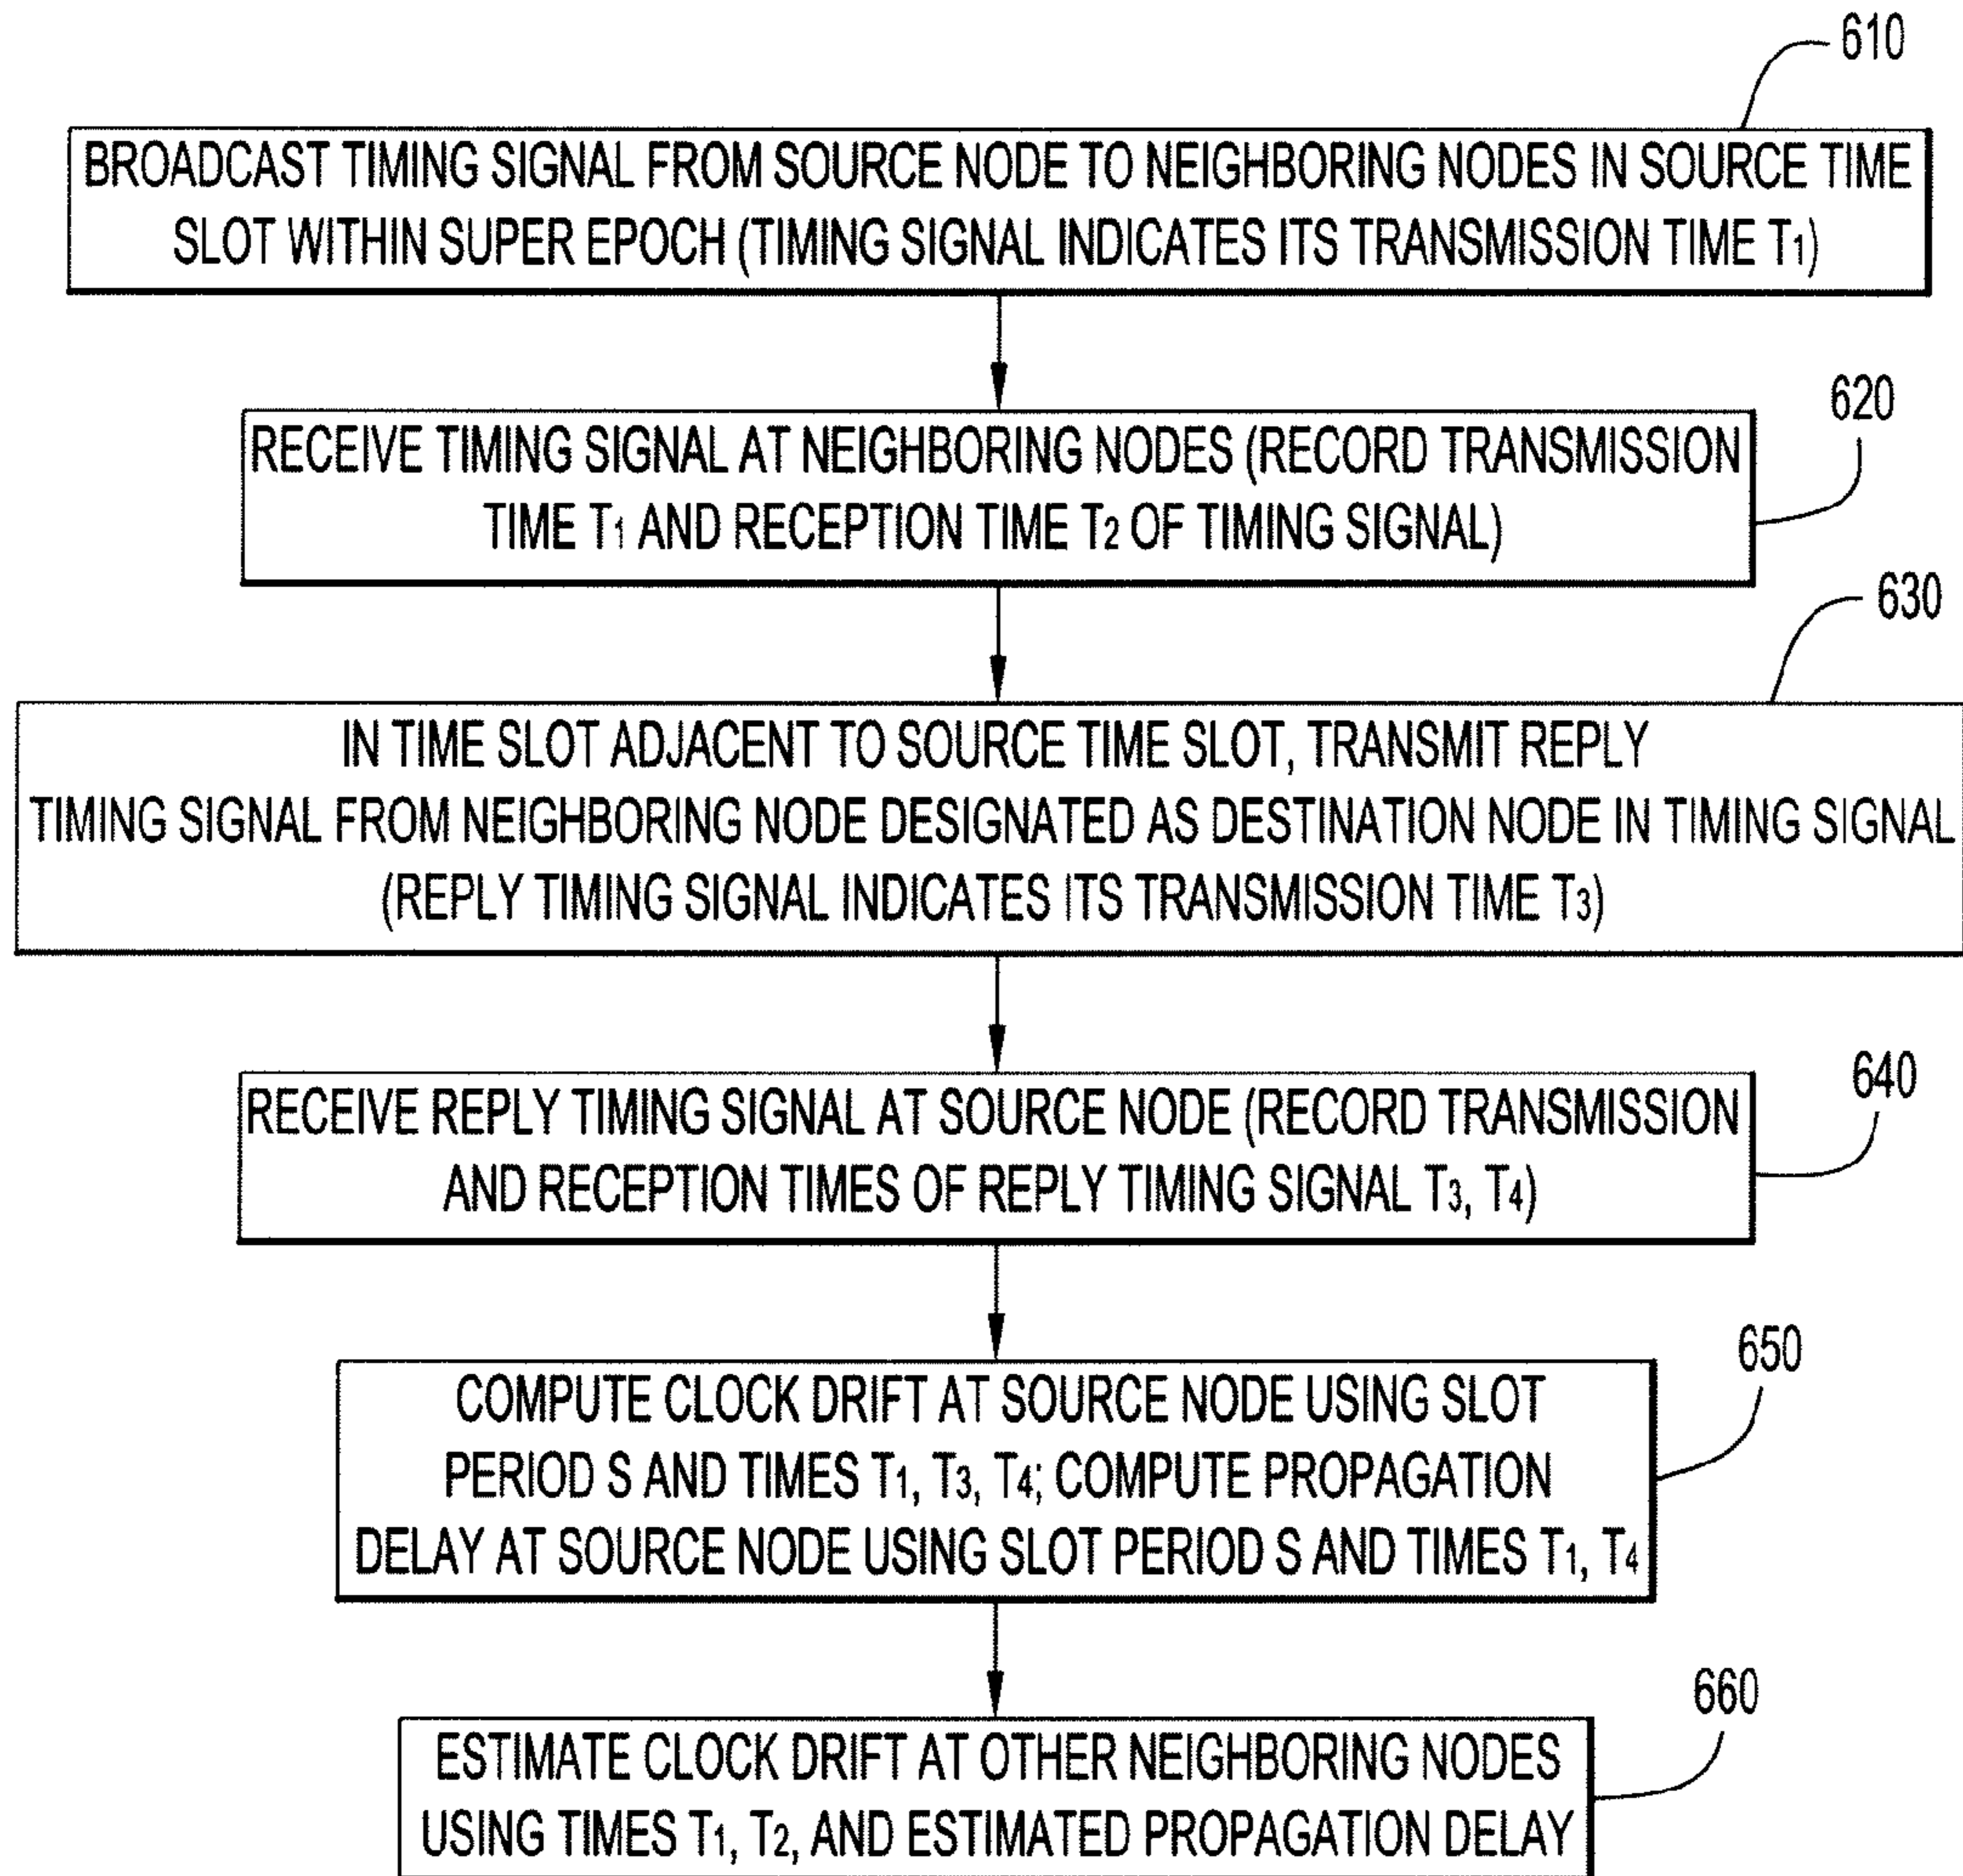 610
BROADCAST TIMING SIGNAL FROM SOURCE NODE TO NEIGHBORING NODES IN SOURCE TIME
SLOT WITHIN SUPER EPOCH (TIMING SIGNAL INDICATES ITS TRANSMISSION TIME T1)
620
RECEIVE TIMING SIGNAL AT NEIGHBORING NODES (RECORD TRANSMISSION
TIME T1 AND RECEPTION TIME T2 OF TIMING SIGNAL)
630
IN TIME SLOT ADJACENT TO SOURCE TIME SLOT, TRANSMIT REPLY
TIMING SIGNAL FROM NEIGHBORING NODE DESIGNATED AS DESTINATION NODE IN TIMING SIGNAL
(REPLY TIMING SIGNAL INDICATES ITS TRANSMISSION TIME T3)
640
RECEIVE REPLY TIMING SIGNAL AT SOURCE NODE (RECORD TRANSMISSION
AND RECEPTION TIMES OF REPLY TIMING SIGNAL T3, T4)
650
COMPUTE CLOCK DRIFT AT SOURCE NODE USING SLOT
PERIOD S AND TIMES T1, T3, T4; COMPUTE PROPAGATION
DELAY AT SOURCE NODE USING SLOT PERIOD S AND TIMES T1, T4
660
ESTIMATE CLOCK DRIFT AT OTHER NEIGHBORING NODES
USING TIMES T1, T2, AND ESTIMATED PROPAGATION DELAY